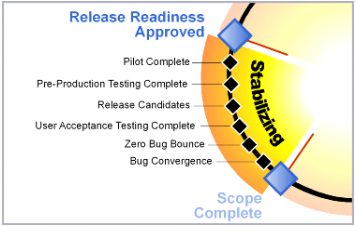 Release Readiness
Approved
Pilot Complete
Pre-Production Testing Complete
Release Candidates
User Acceptance Testing Complete
Zero Bug Bounce
Bug Convergence
Stabilizing
Scope
Complete